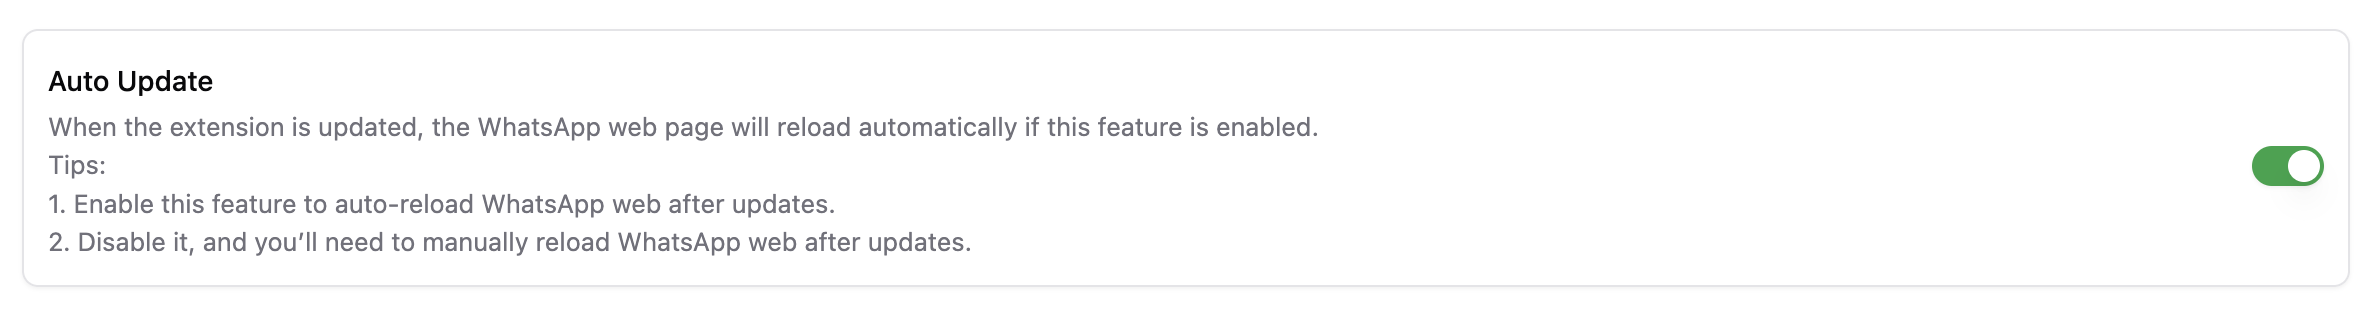 Auto Update
When the extension is updated, the WhatsApp web page will reload automatically if this feature is enabled.
Tips:
1. Enable this feature to auto-reload WhatsApp web after updates.
2. Disable it, and you’ll need to manually reload WhatsApp web after updates.